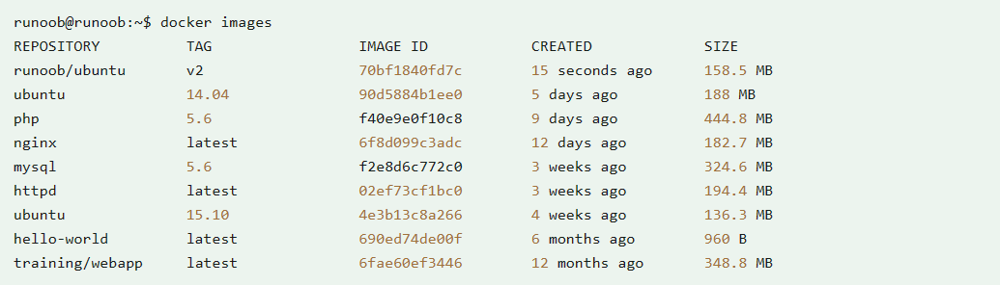 runoob@runoob:~$ docker images
REPOSITORY          TAG                 IMAGE ID            CREATED             SIZE
runoob/ubuntu       v2                  70bf1840fd7c        15 seconds ago      158.5 MB
ubuntu              14.04               90d5884b1ee0        5 days ago          188 MB
php                 5.6                 f40e9e0f10c8        9 days ago          444.8 MB
nginx               latest              6f8d099c3adc        12 days ago         182.7 MB
mysql               5.6                 f2e8d6c772c0        3 weeks ago         324.6 MB
httpd               latest              02ef73cf1bc0        3 weeks ago         194.4 MB
ubuntu              15.10               4e3b13c8a266        4 weeks ago         136.3 MB
hello-world         latest              690ed74de00f        6 months ago        960 B
training/webapp     latest              6fae60ef3446        12 months ago       348.8 MB